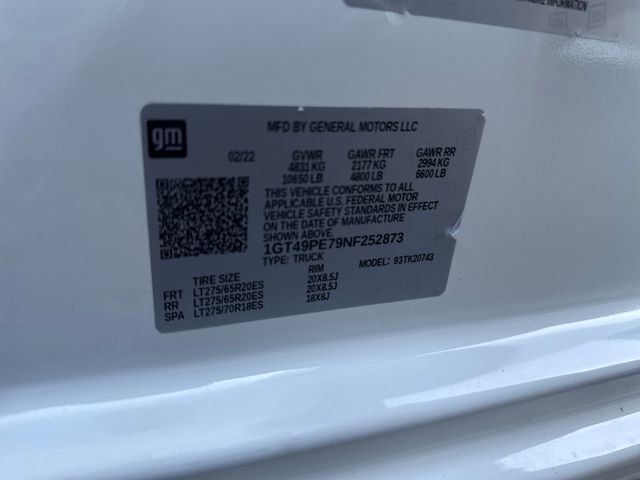 INFORMATION
gm
MFD BY GENERAL MOTORS LLC
02/22 GVWR GAWR FRT GAWR RR
4831 KG 2177 KG 2994 KG
10650 LB 4800 LB 6600 LB
THIS VEHICLE CONFORMS TO ALL
APPLICABLE U.S. FEDERAL MOTOR
VEHICLE SAFETY STANDARDS IN EFFECT
ON THE DATE OF MANUFACTURE
1GT49PE79NF252873
TYPE: TRUCK MODEL: 93TK20743
TIRE SIZE RIM
FRT LT275/65R20ES 20X8.5J
RR LT275/65R20ES 20X8.5J
SPA LT275/70R18ES 18X8J